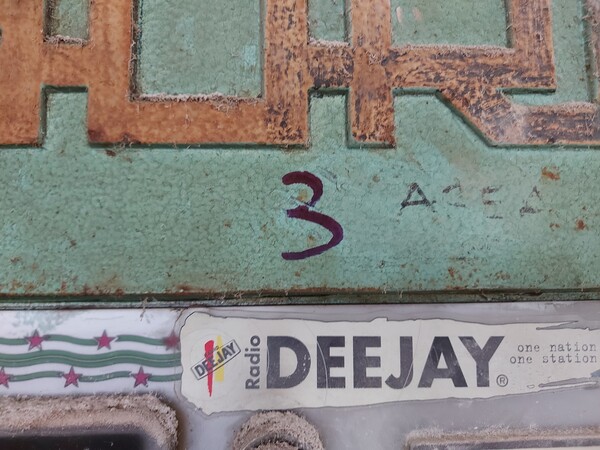 3
DEEJAY
Radio
DEEJAY®
one nation
one station